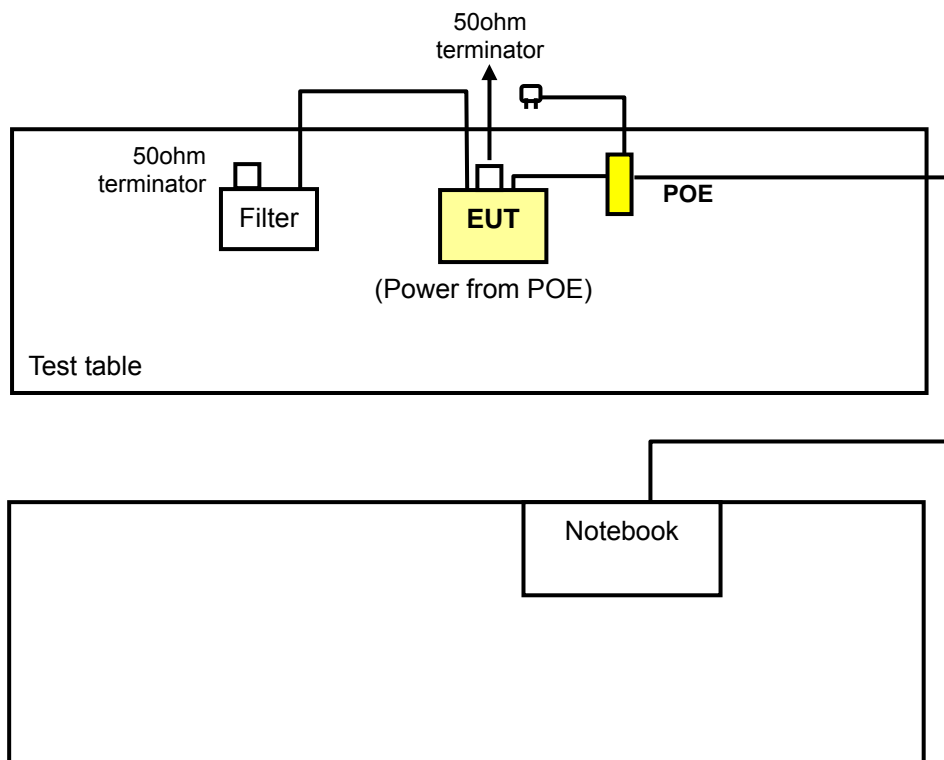 50ohm
terminator
50ohm
terminator
Filter
EUT
POE
(Power from POE)
Test table
Notebook